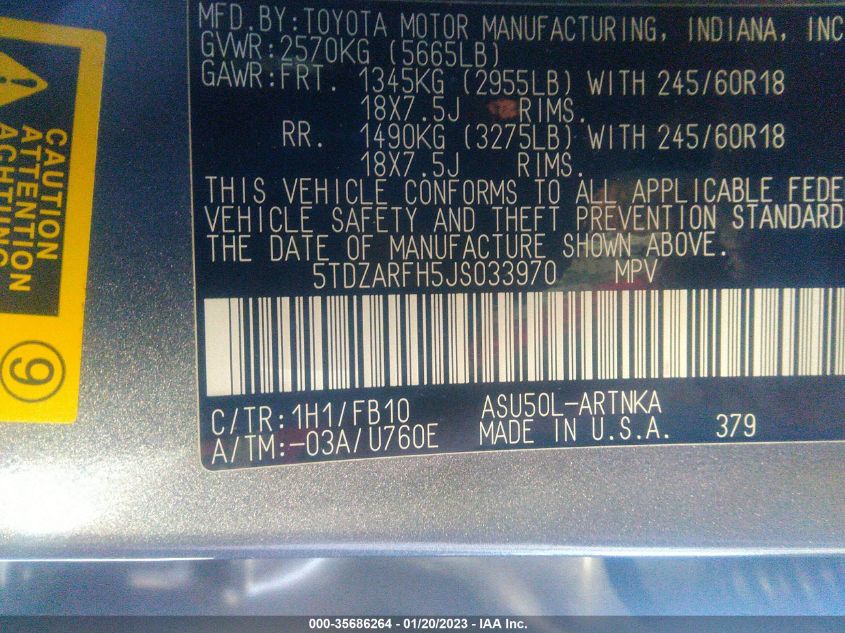 MFD.BY:TOYOTA MOTOR MANUFACTURING, INDIANA, INC
GVWR:2570KG (5665LB)
GAWR:FRT. 1345KG (2955LB) WITH 245/60R18
18X7.5J RIMS.
RR. 1490KG (3275LB) WITH 245/60R18
18X7.5J RIMS.
THIS VEHICLE CONFORMS TO ALL APPLICABLE FEDE
VEHICLE SAFETY AND THEFT PREVENTION STANDARD
THE DATE OF MANUFACTURE SHOWN ABOVE.
5TDZARFH5JS033970 MPV
C/TR:1H1/FB10 ASU50L-ARTNKA
A/TM:-03A/U760E MADE IN U.S.A. 379
CAUTION
ATTENTION
ACHTUNG
9
000-35686264 - 01/20/2023 - IAA Inc.